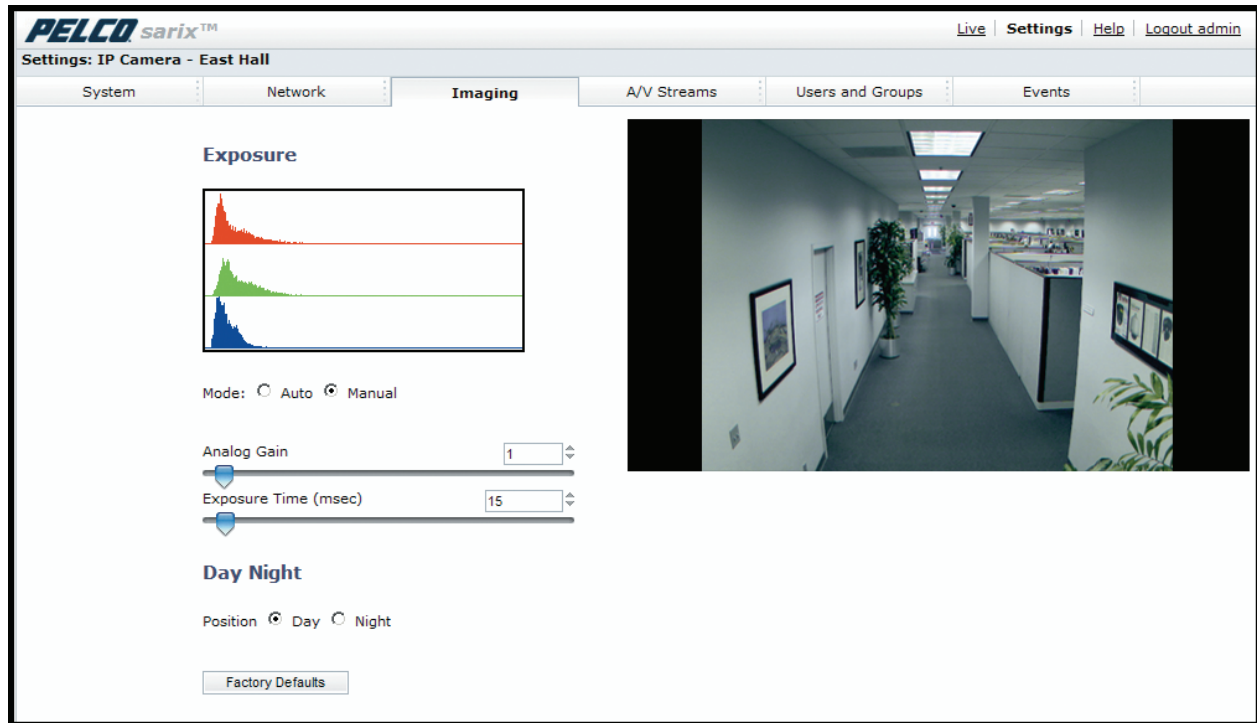 PELCO sarix™
Live Settings Help Logout admin
Settings: IP Camera - East Hall
System Network Imaging A/V Streams Users and Groups Events
Exposure
Mode: Auto Manual
Analog Gain 1
Exposure Time (msec) 15
Day Night
Position Day Night
Factory Defaults